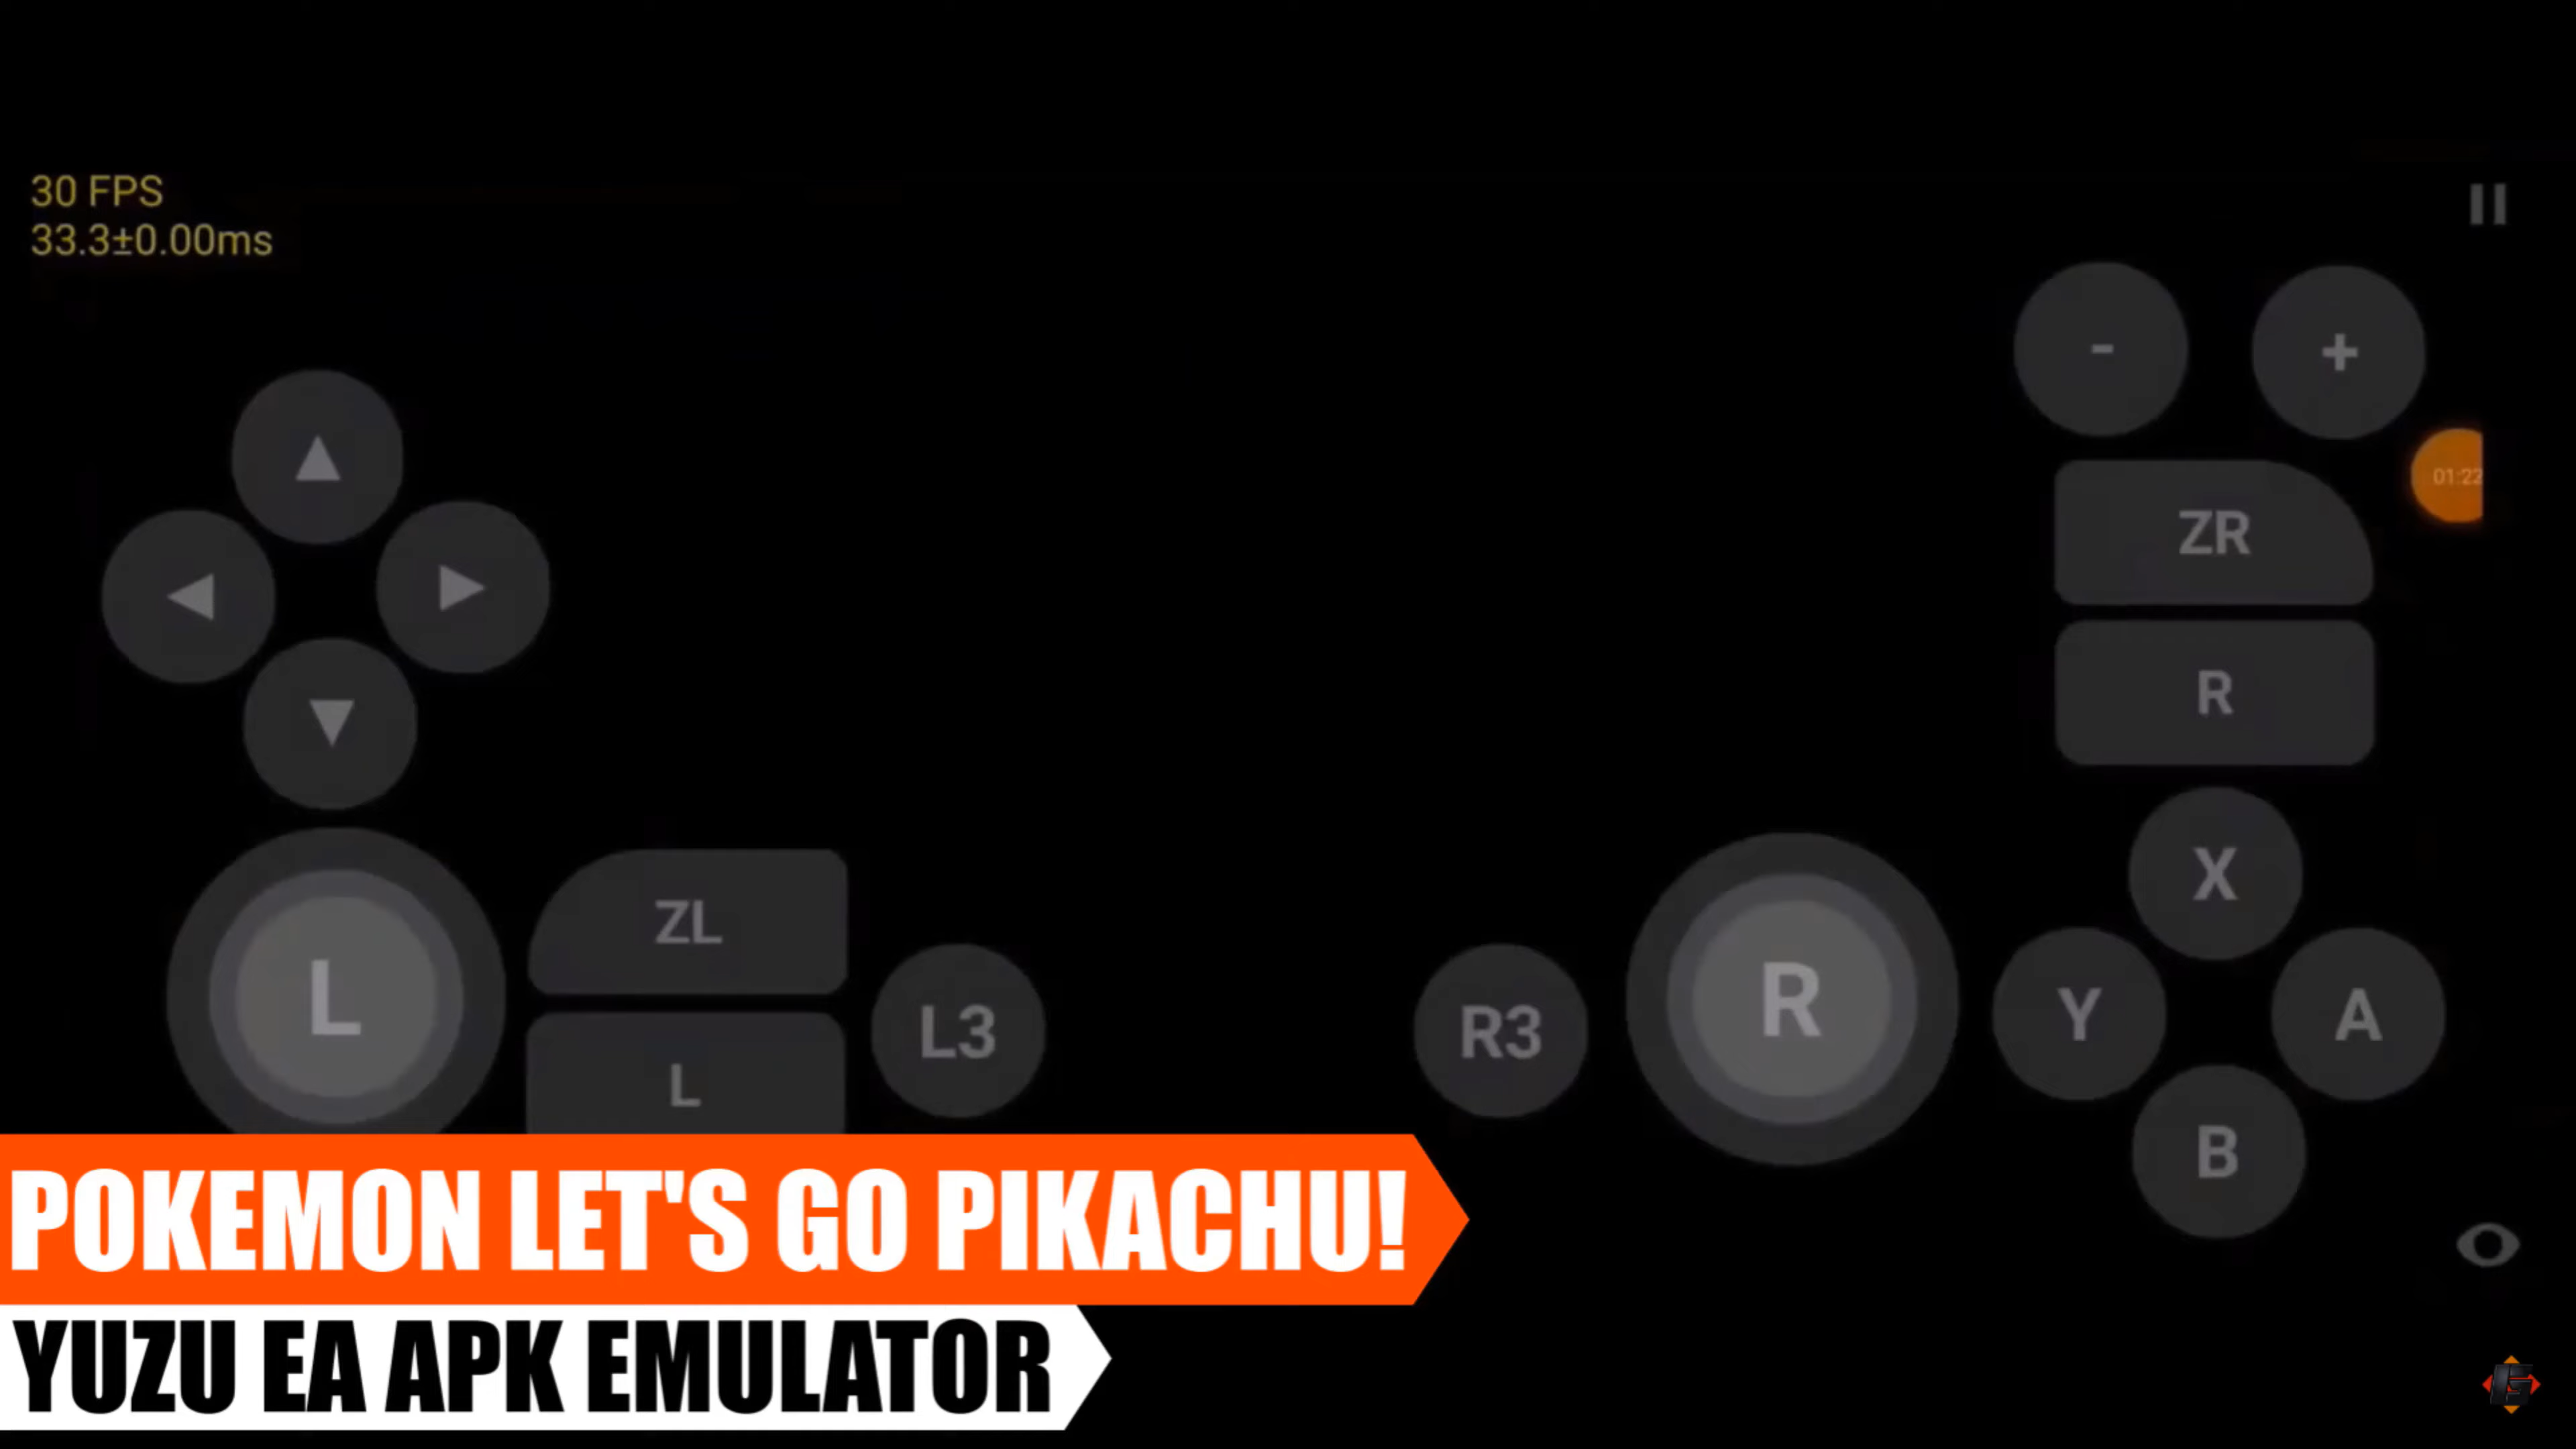 30 FPS
33.3±0.00ms
-
+
01:22
ZR
R
X
ZL
L
L3
R3
R
Y
A
L
B
POKEMON LET'S GO PIKACHU!
YUZU EA APK EMULATOR